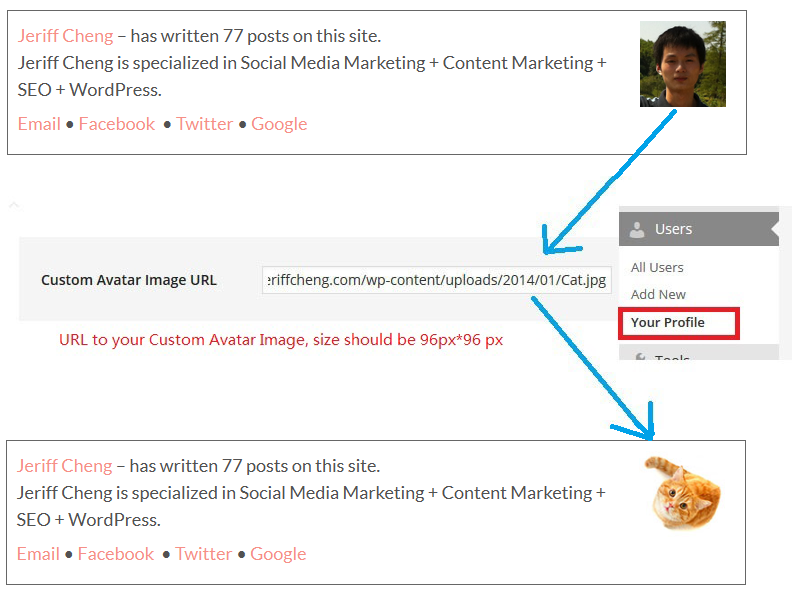 Jeriff Cheng – has written 77 posts on this site.
Jeriff Cheng is specialized in Social Media Marketing + Content Marketing +
SEO + WordPress.
Email ● Facebook ● Twitter ● Google
Users
All Users
Add New
Your Profile
Tools
Custom Avatar Image URL
eriffcheng.com/wp-content/uploads/2014/01/Cat.jpg
URL to your Custom Avatar Image, size should be 96px*96 px
Jeriff Cheng – has written 77 posts on this site.
Jeriff Cheng is specialized in Social Media Marketing + Content Marketing +
SEO + WordPress.
Email ● Facebook ● Twitter ● Google